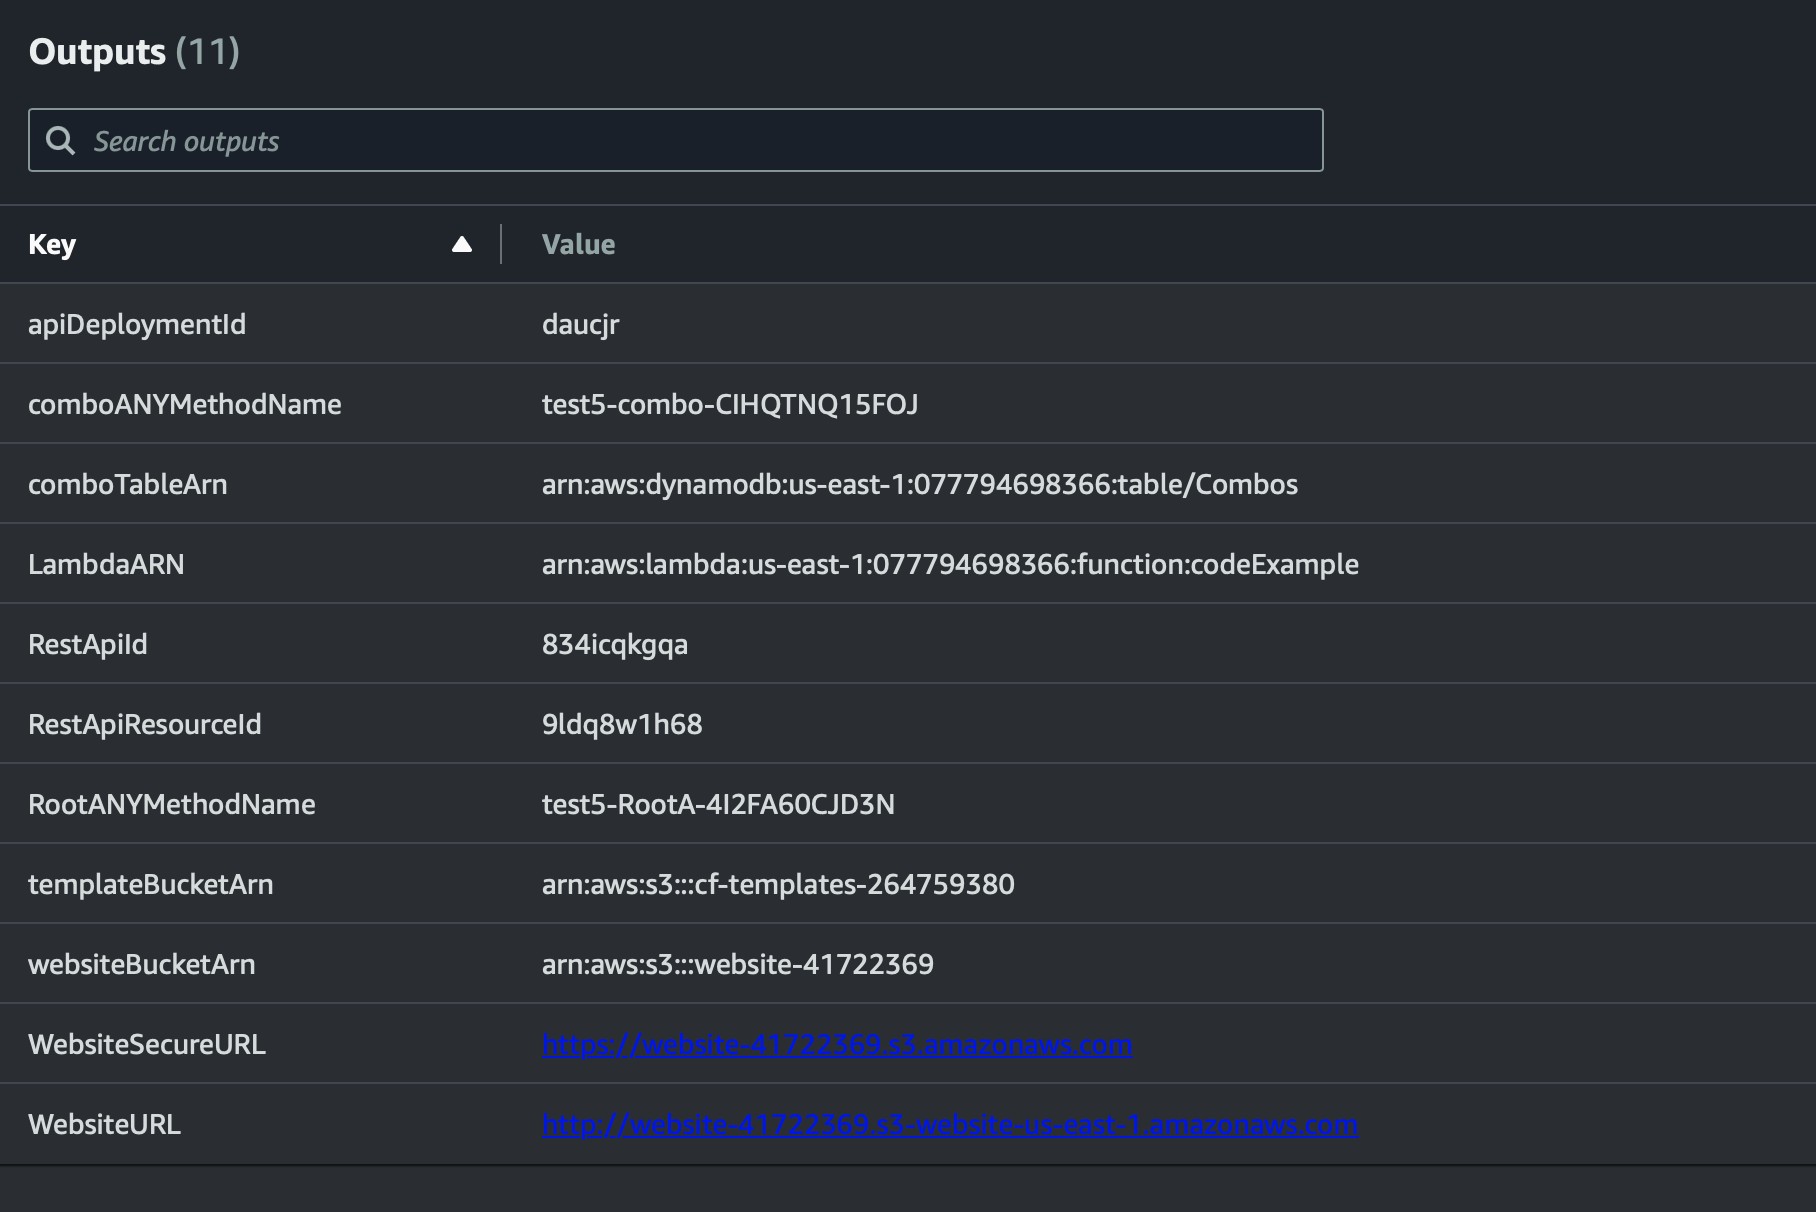 Outputs (11)
Search outputs
Key Value
apiDeploymentId daucjr
comboANYMethodName test5-combo-CIHQTNQ15FOJ
comboTableArn arn:aws:dynamodb:us-east-1:077794698366:table/Combos
LambdaARN arn:aws:lambda:us-east-1:077794698366:function:codeExample
RestApiId 834icqkgqa
RestApiResourceId 9ldq8w1h68
RootANYMethodName test5-RootA-4I2FA60CJD3N
templateBucketArn arn:aws:s3:::cf-templates-264759380
websiteBucketArn arn:aws:s3:::website-41722369
WebsiteSecureURL https://website-41722369.s3.amazonaws.com
WebsiteURL http://website-41722369.s3-website-us-east-1.amazonaws.com